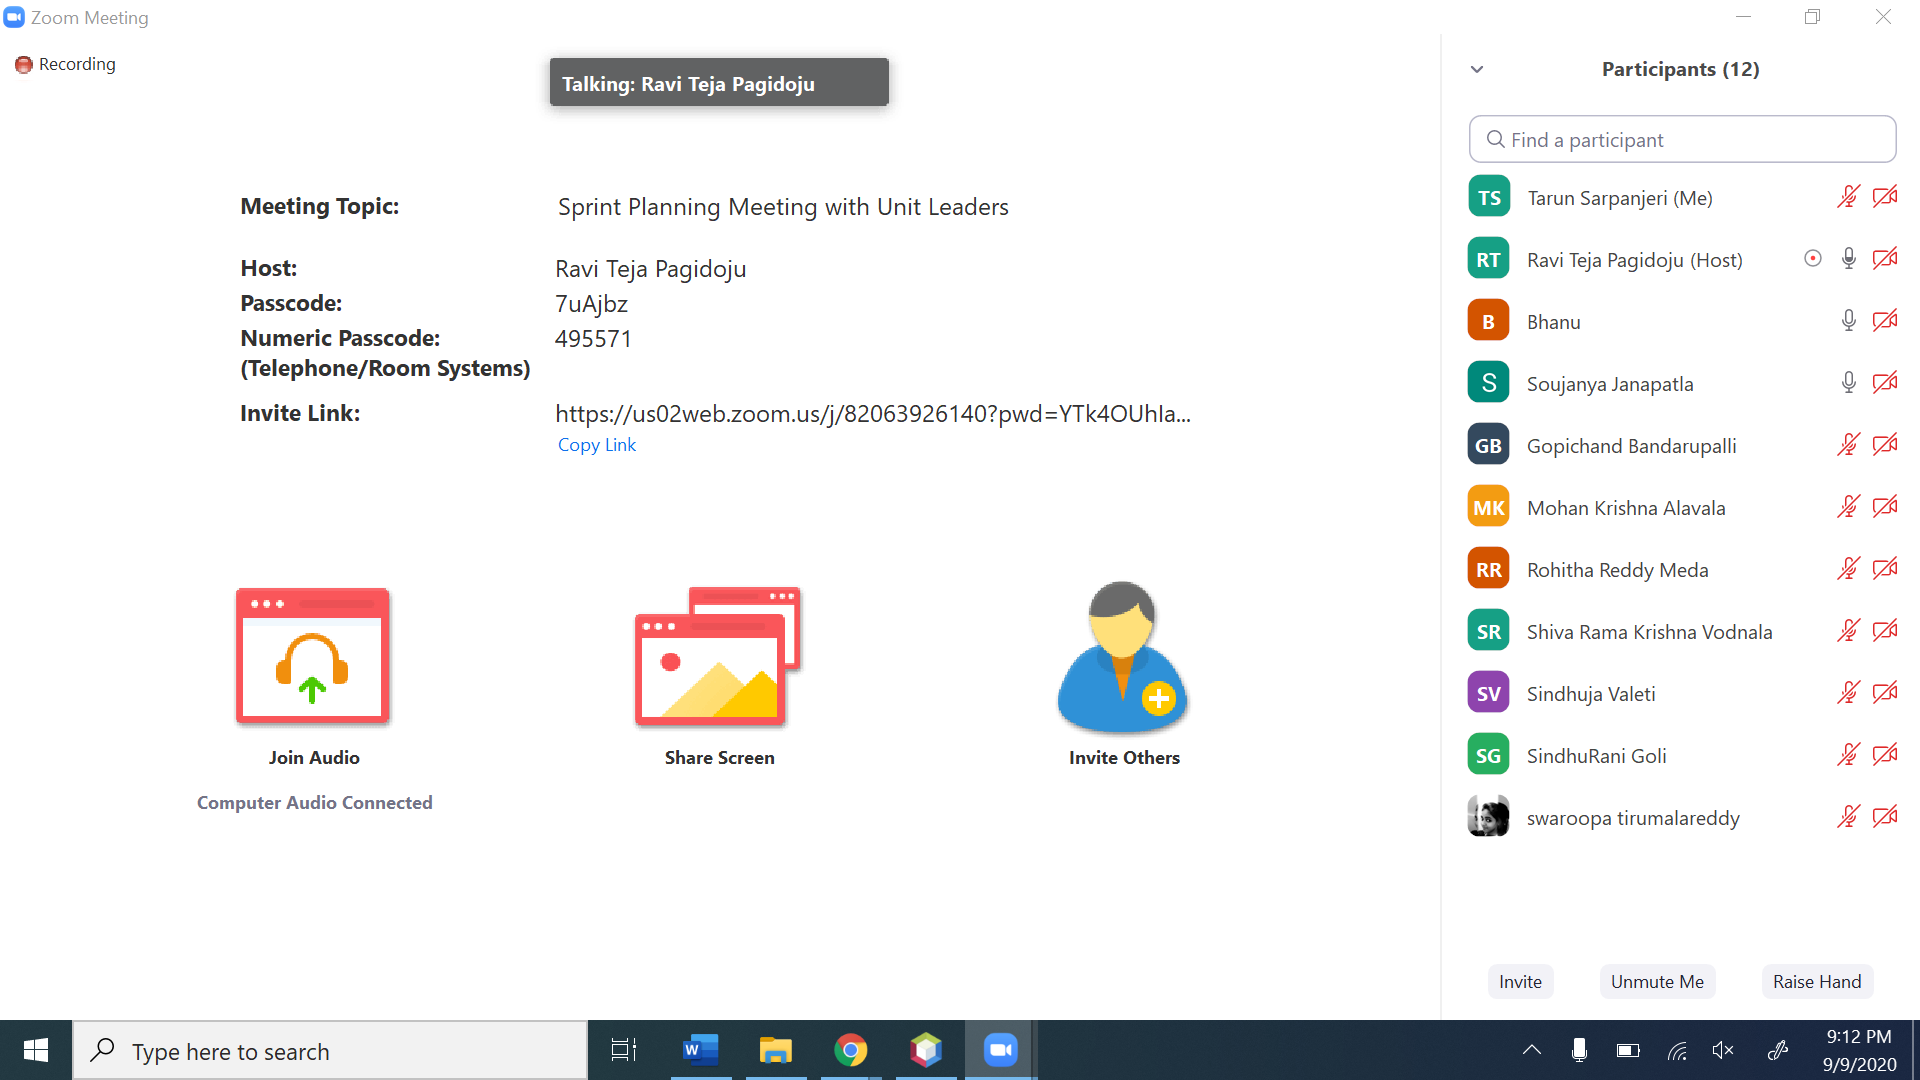 Zoom Meeting
Recording
Talking: Ravi Teja Pagidoju
Meeting Topic: Sprint Planning Meeting with Unit Leaders
Host: Ravi Teja Pagidoju
Passcode: 7uAjbz
Numeric Passcode: 495571
(Telephone/Room Systems)
Invite Link: https://us02web.zoom.us/j/82063926140?pwd=YTk4OUhIa...
Copy Link
Join Audio
Share Screen
Invite Others
Computer Audio Connected
Participants (12)
Find a participant
TS Tarun Sarpanjeri (Me)
RT Ravi Teja Pagidoju (Host)
B Bhanu
S Soujanya Janapatla
GB Gopichand Bandarupalli
MK Mohan Krishna Alavala
RR Rohitha Reddy Meda
SR Shiva Rama Krishna Vodnala
SV Sindhuja Valeti
SG SindhuRani Goli
swaroopa tirumalareddy
Invite
Unmute Me
Raise Hand
Type here to search
W
9:12 PM
9/9/2020